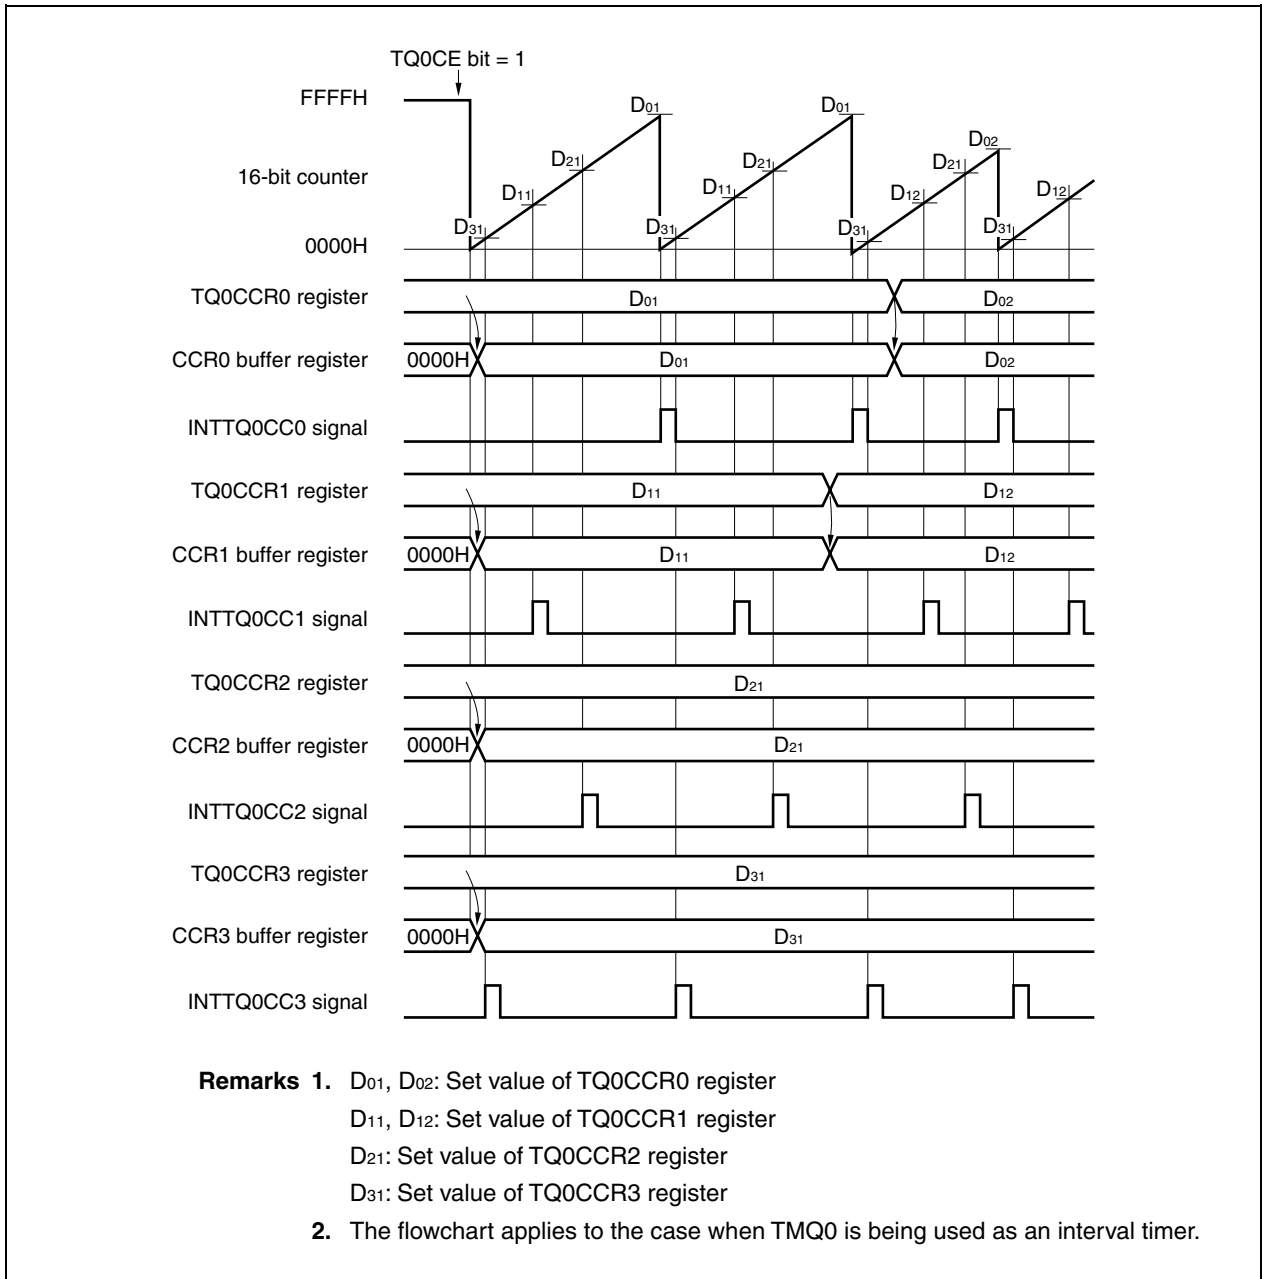 TQ0CE bit = 1
FFFFH
D01 D01
D02
D21 D21 D21
16-bit counter
D11 D11 D12 D12
D31 D31 D31 D31
0000H
TQ0CCR0 register D01 D02
CCR0 buffer register 0000H D01 D02
INTTQ0CC0 signal
TQ0CCR1 register D11 D12
CCR1 buffer register 0000H D11 D12
INTTQ0CC1 signal
TQ0CCR2 register D21
CCR2 buffer register 0000H D21
INTTQ0CC2 signal
TQ0CCR3 register D31
CCR3 buffer register 0000H D31
INTTQ0CC3 signal
Remarks 1. D01, D02: Set value of TQ0CCR0 register
D11, D12: Set value of TQ0CCR1 register
D21: Set value of TQ0CCR2 register
D31: Set value of TQ0CCR3 register
2. The flowchart applies to the case when TMQ0 is being used as an interval timer.